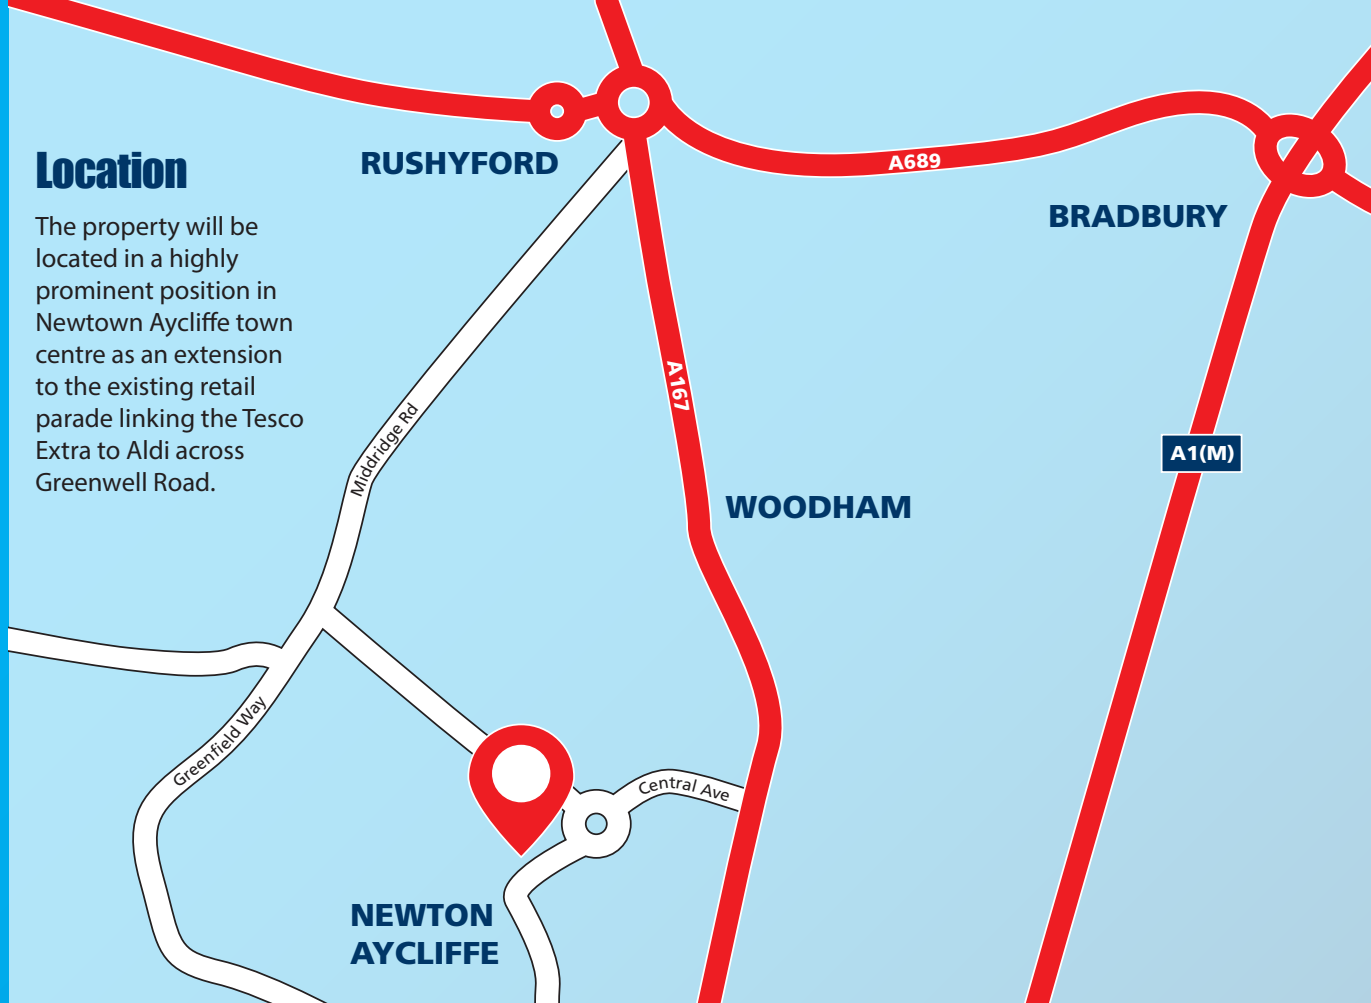 Location
The property will be
located in a highly
prominent position in
Newtown Aycliffe town
centre as an extension
to the existing retail
parade linking the Tesco
Extra to Aldi across
Greenwell Road.
RUSHYFORD
A689
BRADBURY
A167
Middridge Rd
A1(M)
WOODHAM
Greenfield Way
Central Ave
NEWTON
AYCLIFFE